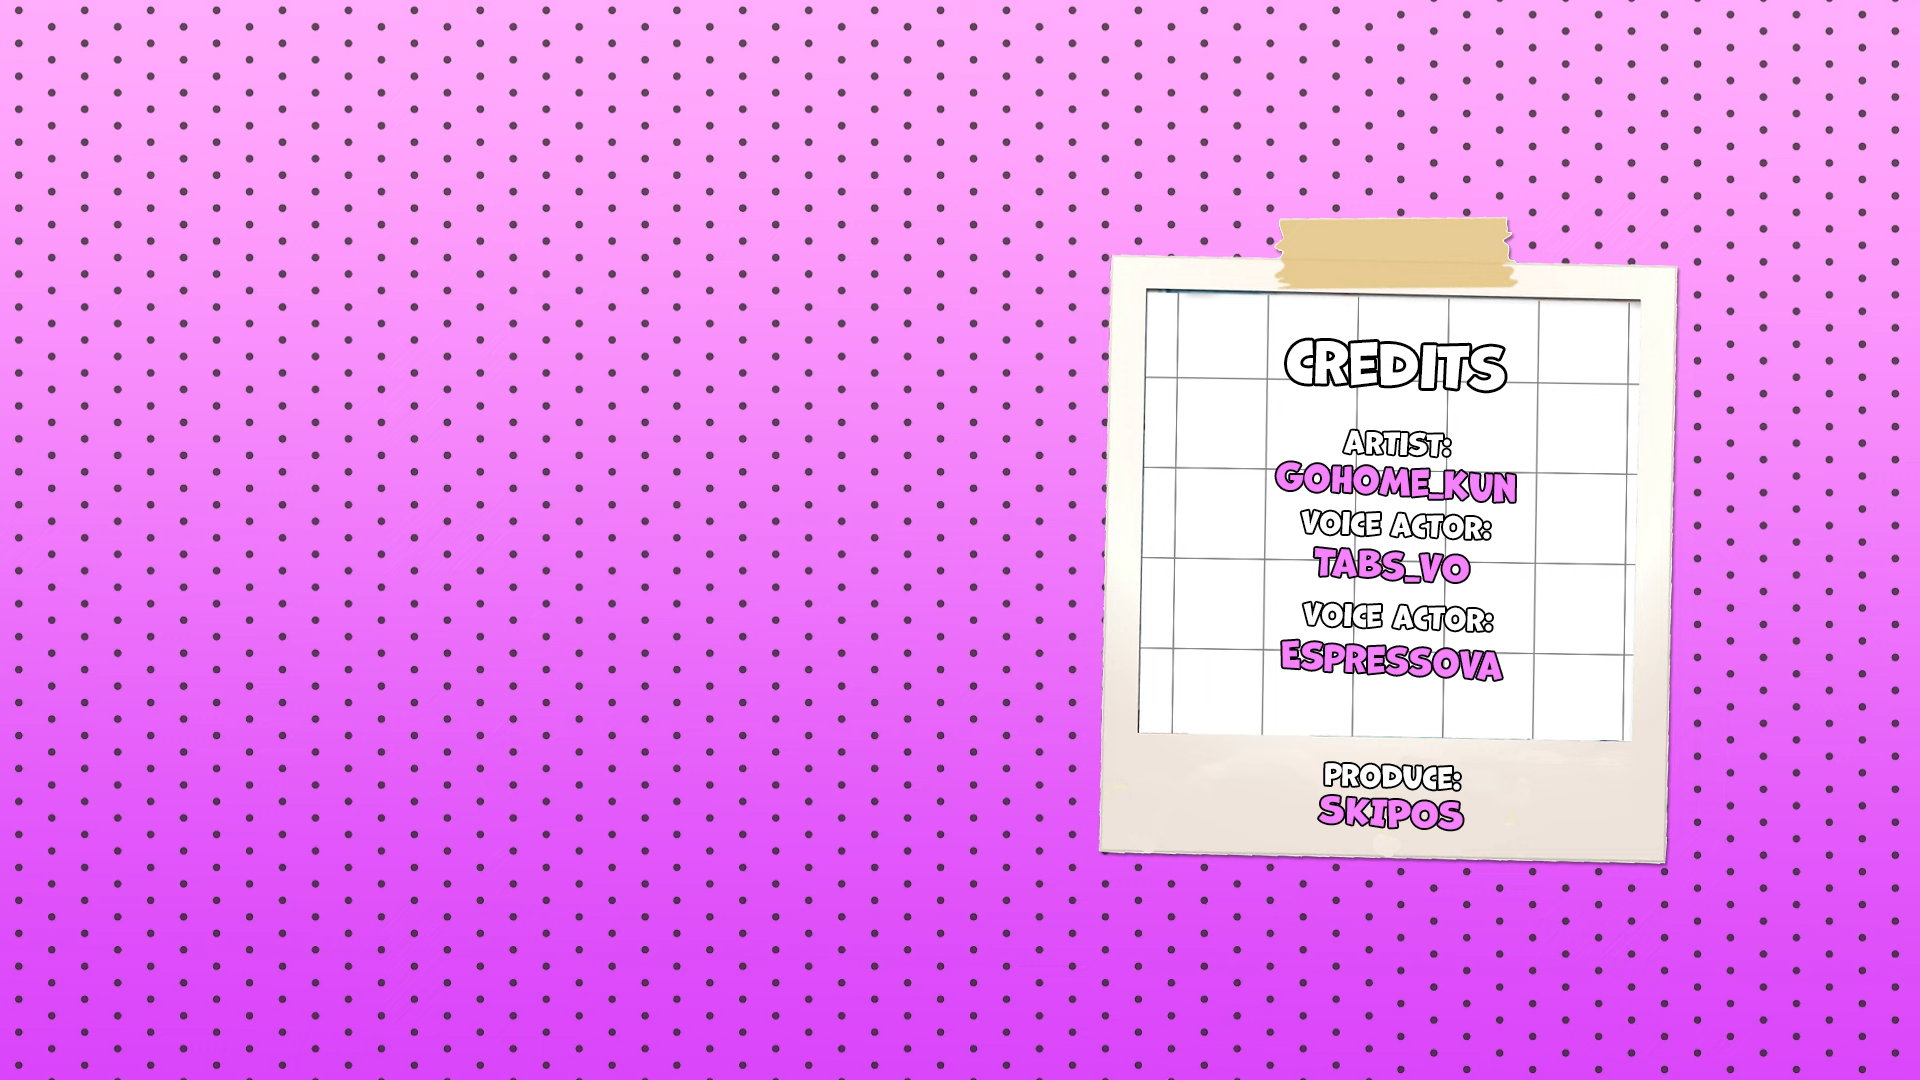 CREDITS
ARTIST:
GOHOME_KUN
VOICE ACTOR:
TABS_VO
VOICE ACTOR:
ESPRESSOVA
PRODUCE:
SKIPOS